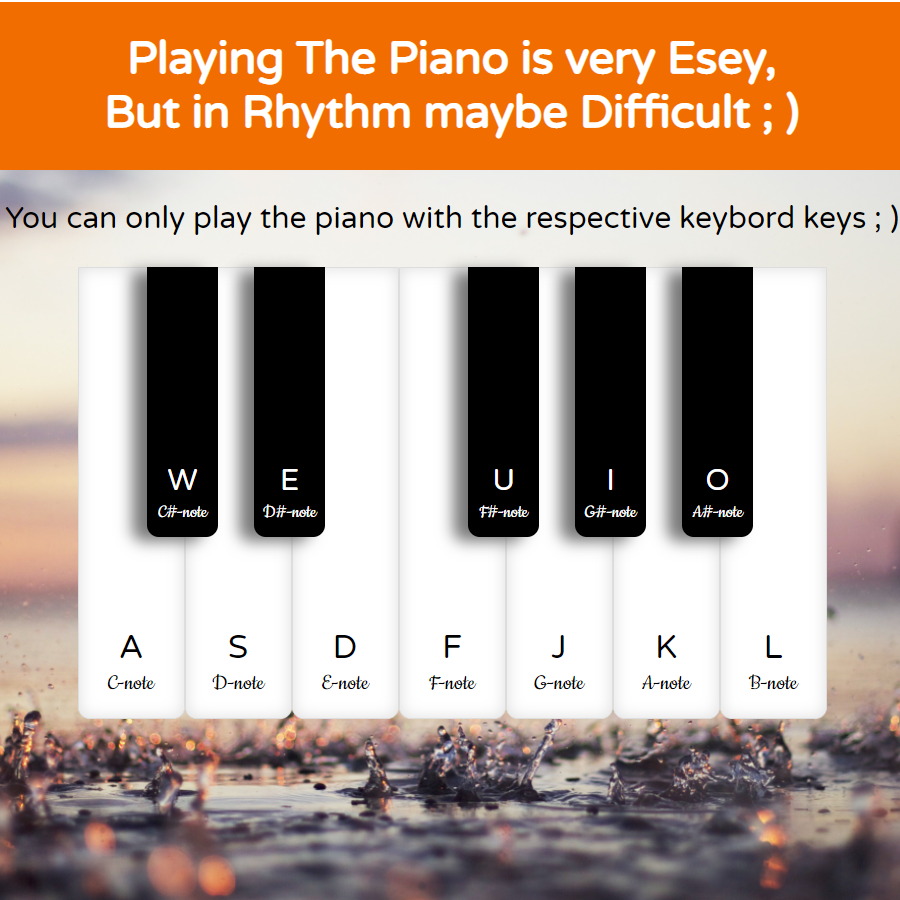 Playing The Piano is very Esey,
But in Rhythm maybe Difficult ; )
You can only play the piano with the respective keybord keys ; )
W E U I O
C#-note D#-note F#-note G#-note A#-note
A S D F J K L
C-note D-note E-note F-note G-note A-note B-note